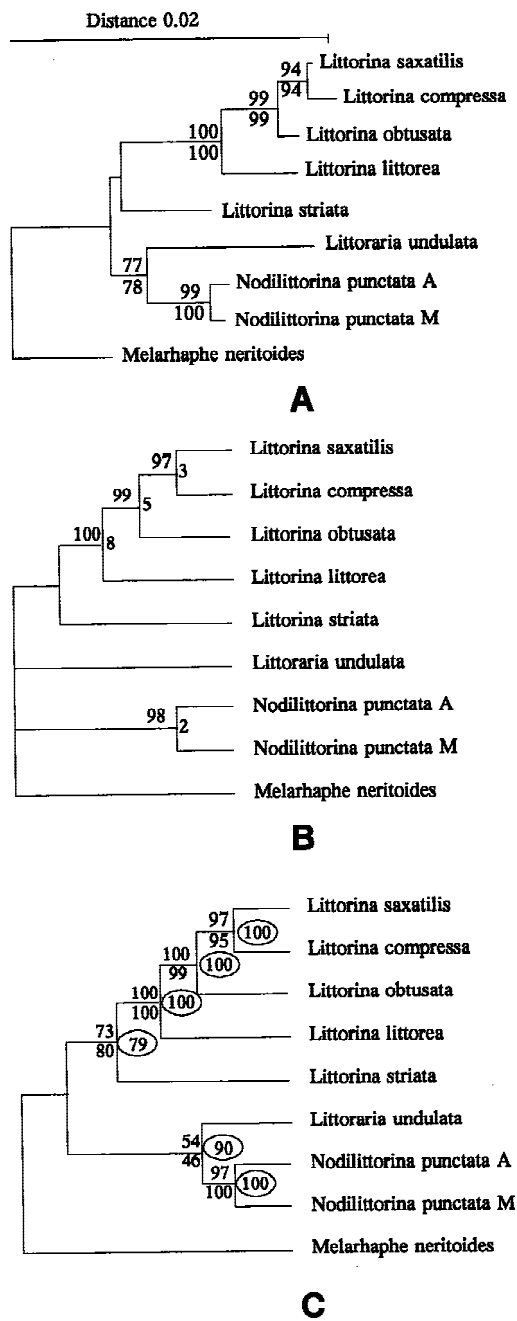 Distance 0.02
94 Littorina saxatilis
94 Littorina compressa
99
99 Littorina obtusata
100
100 Littorina littorea
Littorina striata
Littoraria undulata
77
78
99 Nodilittorina punctata A
100 Nodilittorina punctata M
Melarhaphe neritoides
A
Littorina saxatilis
97 3
Littorina compressa
99 5
Littorina obtusata
100 8
Littorina littorea
Littorina striata
Littoraria undulata
Nodilittorina punctata A
98 2
Nodilittorina punctata M
Melarhaphe neritoides
B
Littorina saxatilis
97
95 100
Littorina compressa
100
99 100
Littorina obtusata
100
100 100
Littorina littorea
73
80 79
Littorina striata
Littoraria undulata
54
46 90
Nodilittorina punctata A
97
100 100
Nodilittorina punctata M
Melarhaphe neritoides
C